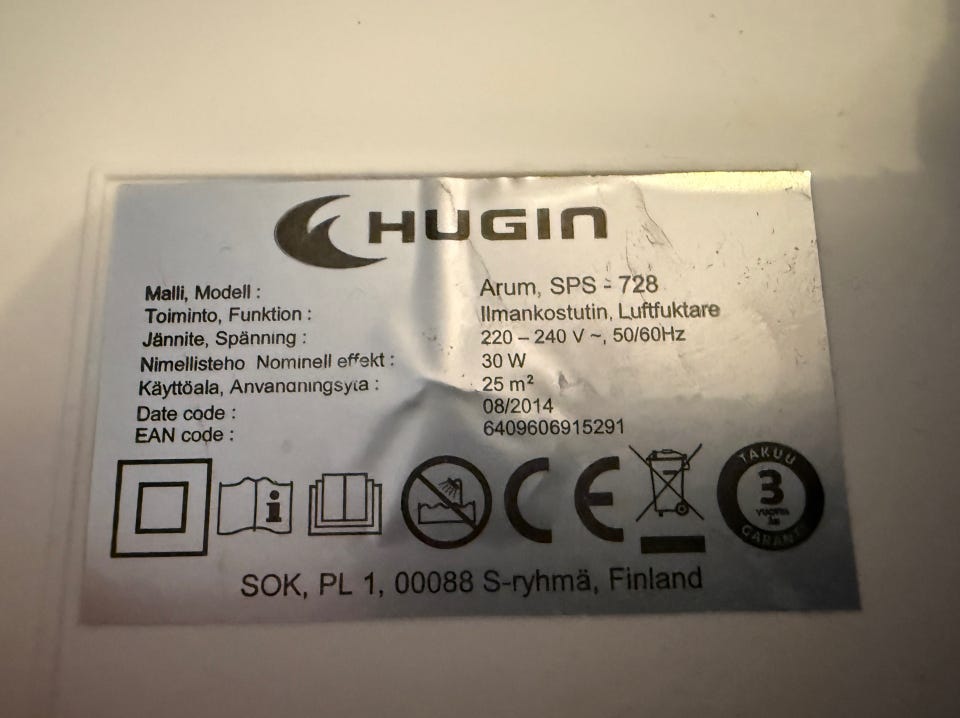 HUGIN
Malli, Modell : Arum, SPS - 728
Toiminto, Funktion : Ilmankostutin, Luftfuktare
Jännite, Spänning : 220 – 240 V ~, 50/60Hz
Nimellisteho Nominell effekt : 30 W
Käyttöala, Användningsyta : 25 m²
Date code : 08/2014
EAN code : 6409606915291
TAKUU
3
VUOTTA
ÅR
GARANTI
SOK, PL 1, 00088 S-ryhmä, Finland